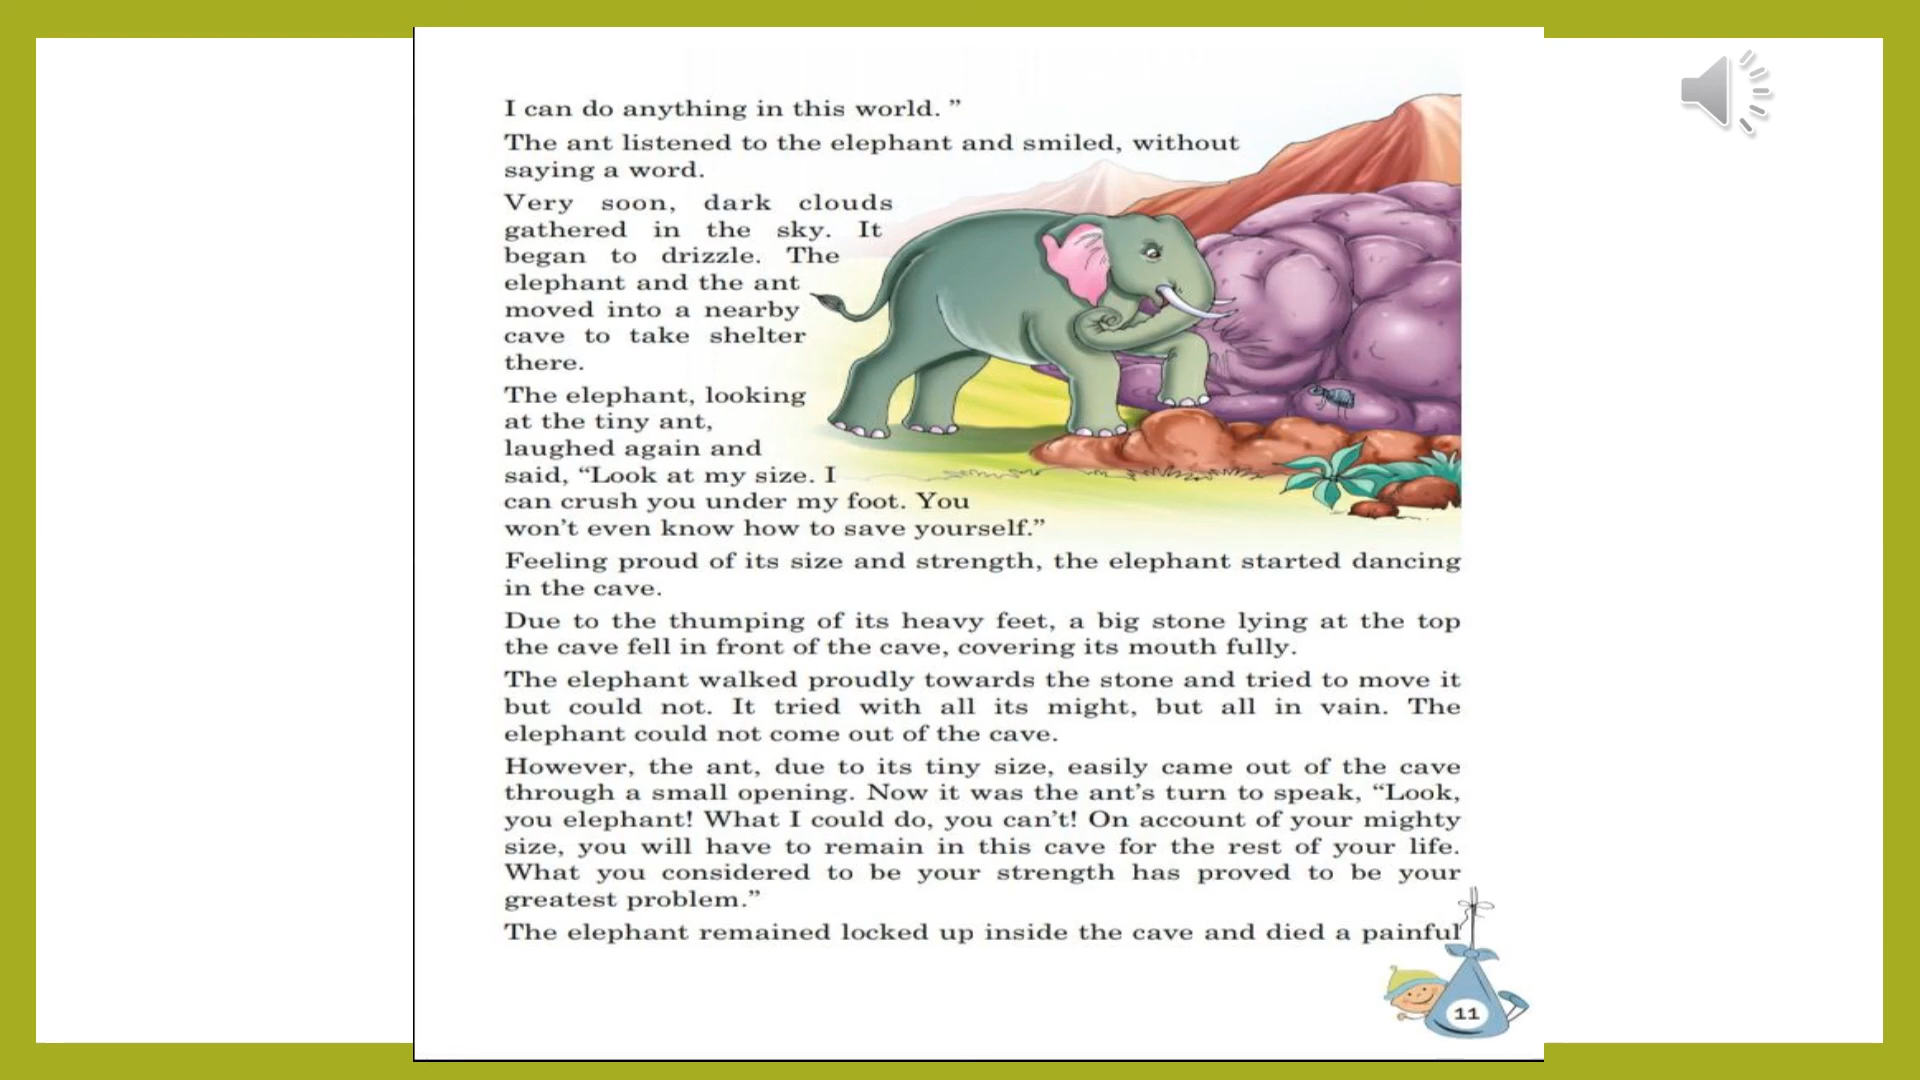 I can do anything in this world. ”
The ant listened to the elephant and smiled, without
saying a word.
Very soon, dark clouds
gathered in the sky. It
began to drizzle. The
elephant and the ant
moved into a nearby
cave to take shelter
there.
The elephant, looking
at the tiny ant,
laughed again and
said, “Look at my size. I
can crush you under my foot. You
won’t even know how to save yourself.”
Feeling proud of its size and strength, the elephant started dancing
in the cave.
Due to the thumping of its heavy feet, a big stone lying at the top
the cave fell in front of the cave, covering its mouth fully.
The elephant walked proudly towards the stone and tried to move it
but could not. It tried with all its might, but all in vain. The
elephant could not come out of the cave.
However, the ant, due to its tiny size, easily came out of the cave
through a small opening. Now it was the ant’s turn to speak, “Look,
you elephant! What I could do, you can’t! On account of your mighty
size, you will have to remain in this cave for the rest of your life.
What you considered to be your strength has proved to be your
greatest problem.”
The elephant remained locked up inside the cave and died a painful
11